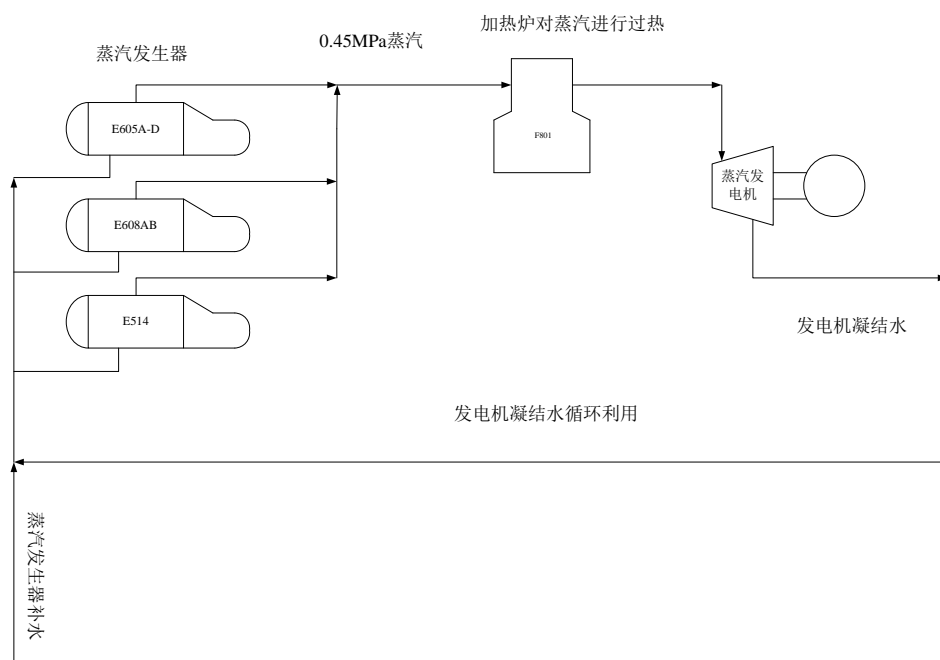 加热炉对蒸汽进行过热
0.45MPa蒸汽
蒸汽发生器
E605A-D
F801
蒸汽发
电机
E608AB
E514
发电机凝结水
发电机凝结水循环利用
蒸汽发生器补水